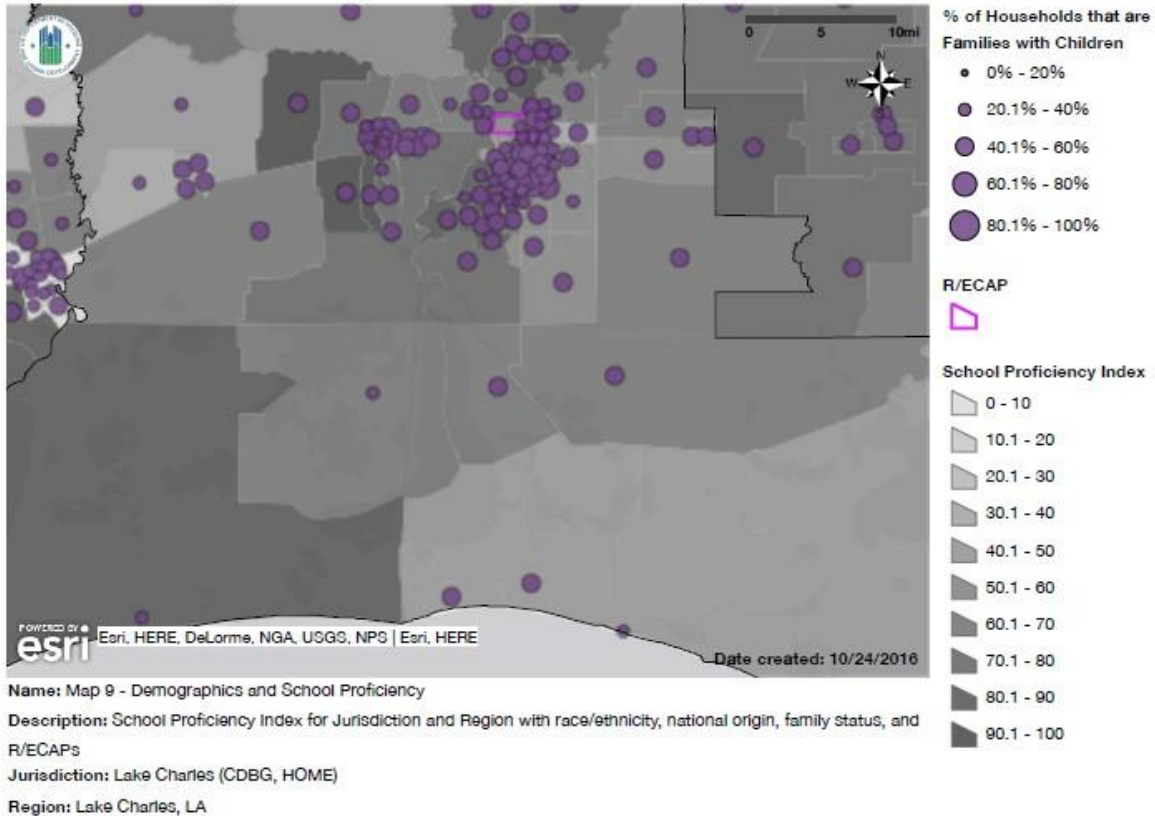 0 5 10mi
N
W E
S
POWERED BY
esri
Esri, HERE, DeLorme, NGA, USGS, NPS | Esri, HERE
Date created: 10/24/2016
Name: Map 9 - Demographics and School Proficiency
Description: School Proficiency Index for Jurisdiction and Region with race/ethnicity, national origin, family status, and
R/ECAPs
Jurisdiction: Lake Charles (CDBG, HOME)
Region: Lake Charles, LA
% of Households that are
Families with Children
0% - 20%
20.1% - 40%
40.1% - 60%
60.1% - 80%
80.1% - 100%
R/ECAP
School Proficiency Index
0 - 10
10.1 - 20
20.1 - 30
30.1 - 40
40.1 - 50
50.1 - 60
60.1 - 70
70.1 - 80
80.1 - 90
90.1 - 100